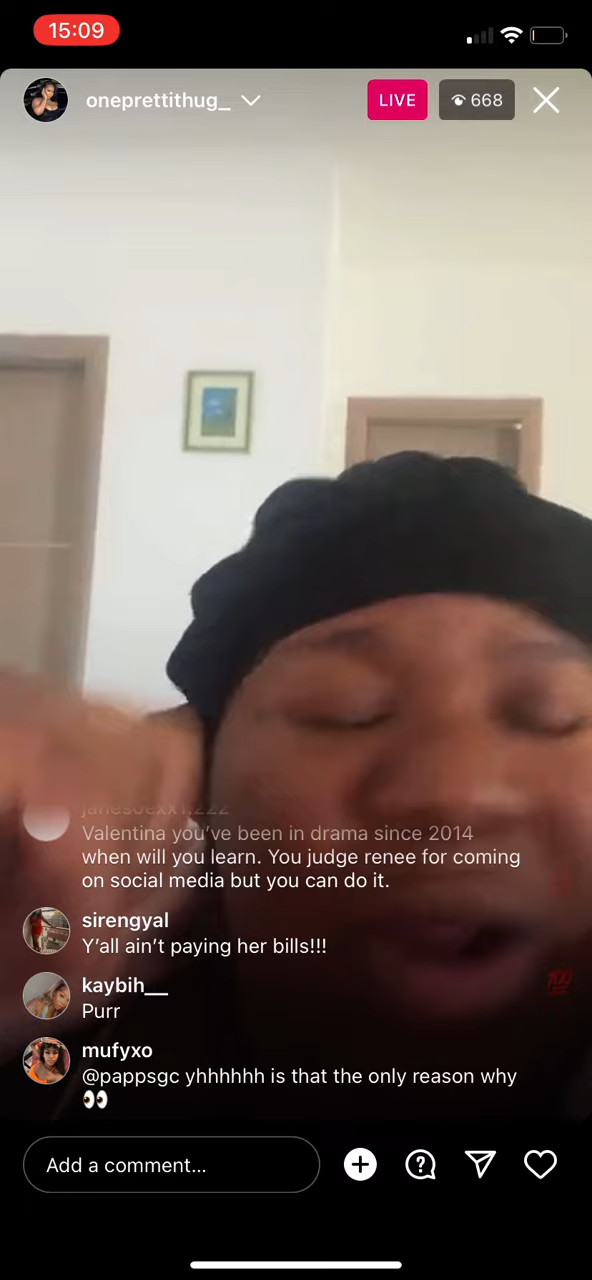 15:09
oneprettithug_
LIVE
668
Valentina you've been in drama since 2014
when will you learn. You judge renee for coming
on social media but you can do it.
sirengyal
Y'all ain't paying her bills!!!
kaybih__
Purr
mufyxo
@pappsgc yhhhhhh is that the only reason why
👀
💯
Add a comment...